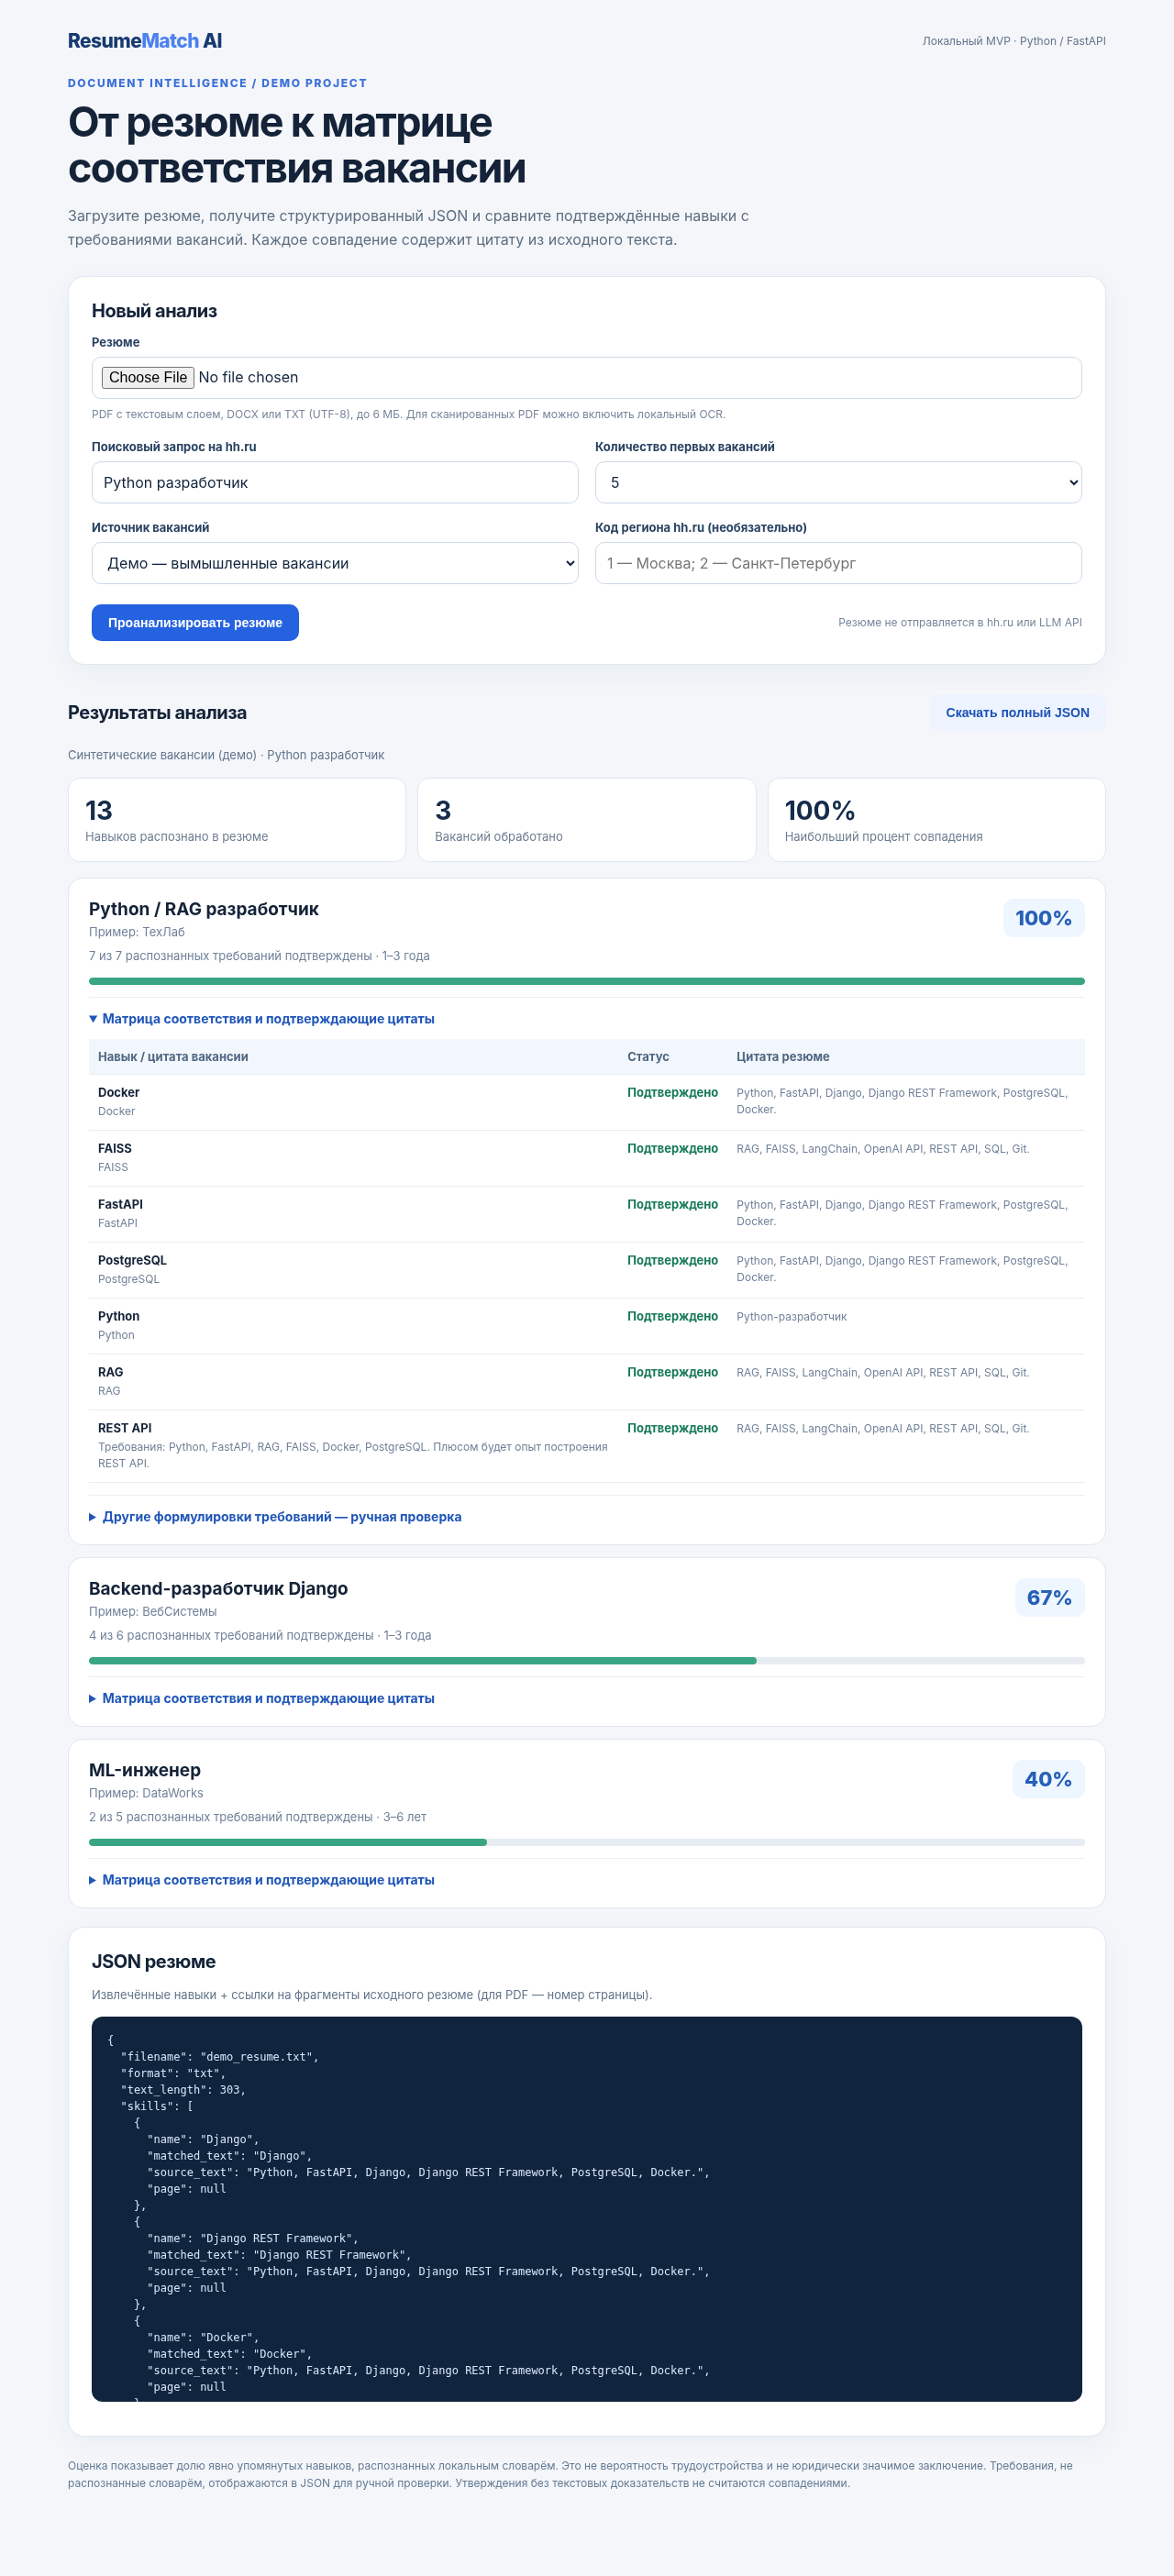 ResumeMatch AI
Локальный MVP · Python / FastAPI
DOCUMENT INTELLIGENCE / DEMO PROJECT
От резюме к матрице
соответствия вакансии
Загрузите резюме, получите структурированный JSON и сравните подтверждённые навыки с
требованиями вакансий. Каждое совпадение содержит цитату из исходного текста.
Новый анализ
Резюме
Choose File No file chosen
PDF с текстовым слоем, DOCX или TXT (UTF-8), до 6 МБ. Для сканированных PDF можно включить локальный OCR.
Поисковый запрос на hh.ru
Количество первых вакансий
Python разработчик
5
Источник вакансий
Код региона hh.ru (необязательно)
Демо — вымышленные вакансии
1 — Москва; 2 — Санкт-Петербург
Проанализировать резюме
Резюме не отправляется в hh.ru или LLM API
Результаты анализа
Скачать полный JSON
Синтетические вакансии (демо) · Python разработчик
13
Навыков распознано в резюме
3
Вакансий обработано
100%
Наибольший процент совпадения
Python / RAG разработчик
100%
Пример: ТехЛаб
7 из 7 распознанных требований подтверждены · 1–3 года
▼ Матрица соответствия и подтверждающие цитаты
Навык / цитата вакансии Статус Цитата резюме
Docker Подтверждено Python, FastAPI, Django, Django REST Framework, PostgreSQL,
Docker Docker.
FAISS Подтверждено RAG, FAISS, LangChain, OpenAI API, REST API, SQL, Git.
FAISS
FastAPI Подтверждено Python, FastAPI, Django, Django REST Framework, PostgreSQL,
FastAPI Docker.
PostgreSQL Подтверждено Python, FastAPI, Django, Django REST Framework, PostgreSQL,
PostgreSQL Docker.
Python Подтверждено Python-разработчик
Python
RAG Подтверждено RAG, FAISS, LangChain, OpenAI API, REST API, SQL, Git.
RAG
REST API Подтверждено RAG, FAISS, LangChain, OpenAI API, REST API, SQL, Git.
Требования: Python, FastAPI, RAG, FAISS, Docker, PostgreSQL. Плюсом будет опыт построения
REST API.
▶ Другие формулировки требований — ручная проверка
Backend-разработчик Django
67%
Пример: ВебСистемы
4 из 6 распознанных требований подтверждены · 1–3 года
▶ Матрица соответствия и подтверждающие цитаты
ML-инженер
40%
Пример: DataWorks
2 из 5 распознанных требований подтверждены · 3–6 лет
▶ Матрица соответствия и подтверждающие цитаты
JSON резюме
Извлечённые навыки + ссылки на фрагменты исходного резюме (для PDF — номер страницы).
{
"filename": "demo_resume.txt",
"format": "txt",
"text_length": 303,
"skills": [
{
"name": "Django",
"matched_text": "Django",
"source_text": "Python, FastAPI, Django, Django REST Framework, PostgreSQL, Docker.",
"page": null
},
{
"name": "Django REST Framework",
"matched_text": "Django REST Framework",
"source_text": "Python, FastAPI, Django, Django REST Framework, PostgreSQL, Docker.",
"page": null
},
{
"name": "Docker",
"matched_text": "Docker",
"source_text": "Python, FastAPI, Django, Django REST Framework, PostgreSQL, Docker.",
"page": null
Оценка показывает долю явно упомянутых навыков, распознанных локальным словарём. Это не вероятность трудоустройства и не юридически значимое заключение. Требования, не
распознанные словарём, отображаются в JSON для ручной проверки. Утверждения без текстовых доказательств не считаются совпадениями.